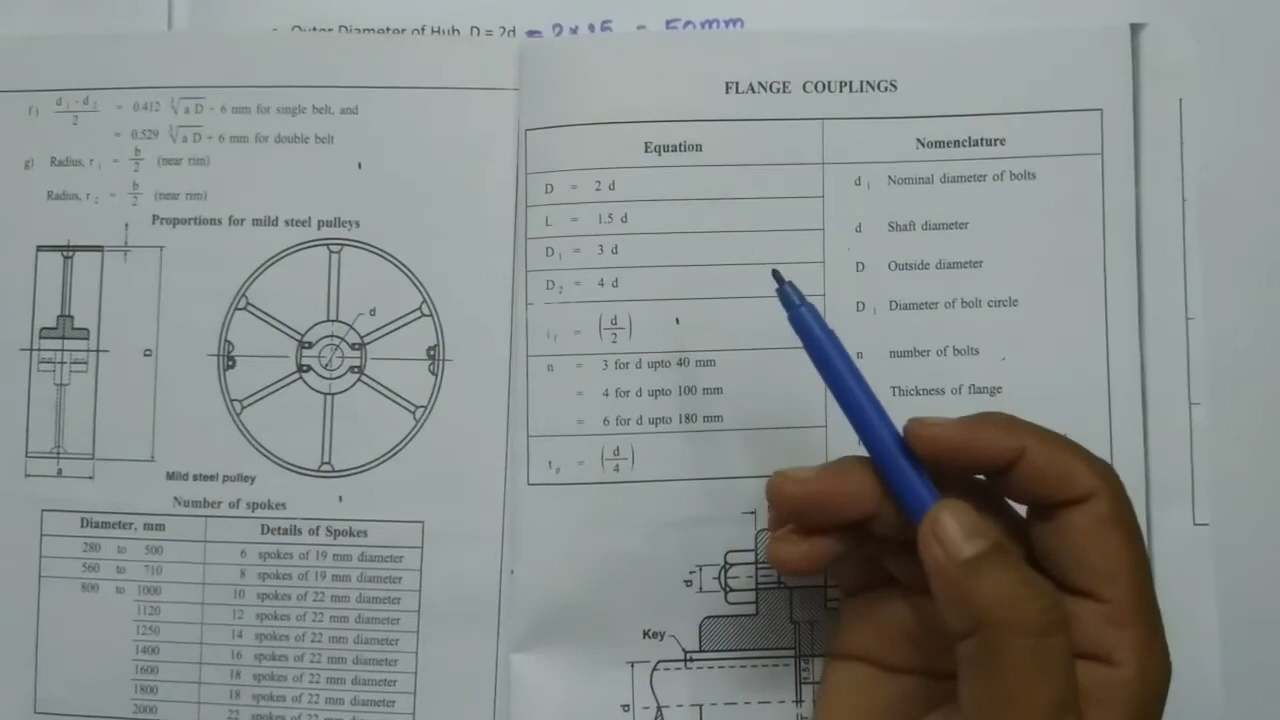 Outer Diameter of Hub, D = 2d = 2 × 25 = 50mm
f) d1 - d2 / 2 = 0.412 ∛a D - 6 mm for single belt, and
= 0.529 ∛a D + 6 mm for double belt
g) Radius, r1 = b/2 (near rim)
Radius, r2 = b/2 (near rim)
Proportions for mild steel pulleys
d
D
a
Mild steel pulley
Number of spokes
Diameter, mm Details of Spokes
280 to 500 6 spokes of 19 mm diameter
560 to 710 8 spokes of 19 mm diameter
800 to 1000 10 spokes of 22 mm diameter
1120 12 spokes of 22 mm diameter
1250 14 spokes of 22 mm diameter
1400 16 spokes of 22 mm diameter
1600 18 spokes of 22 mm diameter
1800 18 spokes of 22 mm diameter
2000 22 spokes of 22 mm
FLANGE COUPLINGS
Equation Nomenclature
D = 2 d
L = 1.5 d
D1 = 3 d
D2 = 4 d
= (d/2)
n = 3 for d upto 40 mm
= 4 for d upto 100 mm
= 6 for d upto 180 mm
tp = (d/4)
d1 Nominal diameter of bolts
d Shaft diameter
D Outside diameter
D1 Diameter of bolt circle
n number of bolts
Thickness of flange
d1
Key
1.5d
d